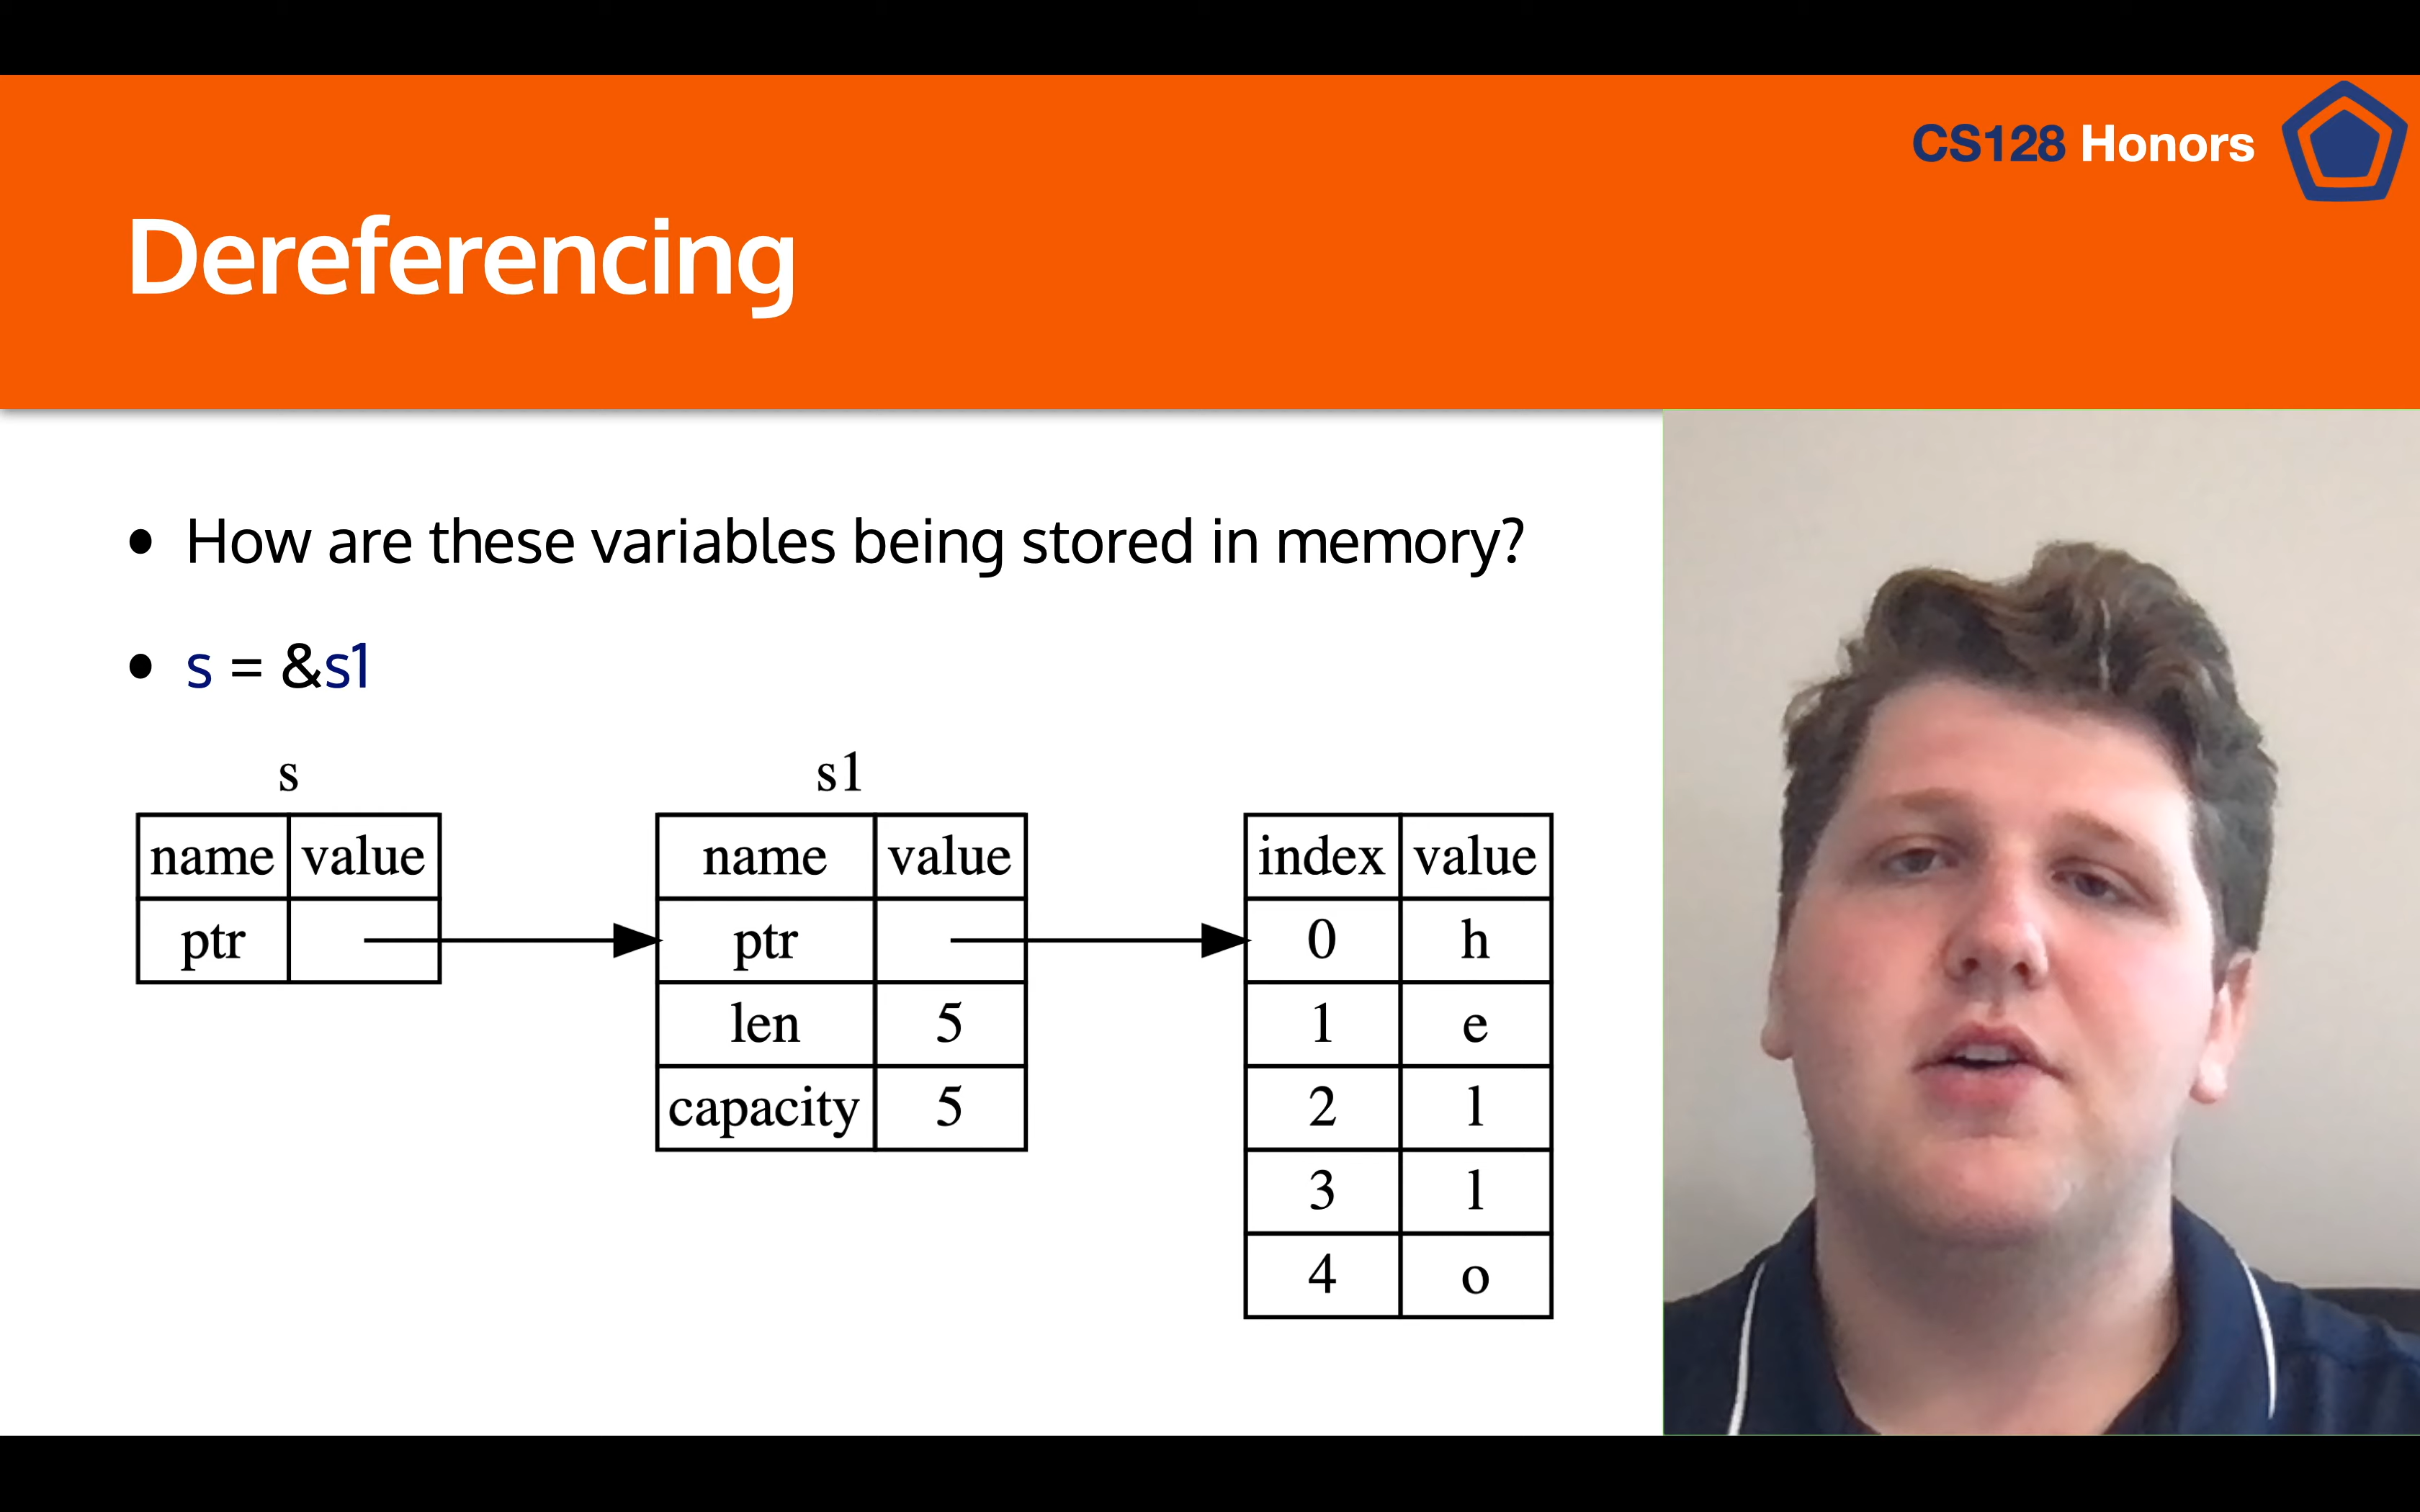 CS128 Honors
Dereferencing
• How are these variables being stored in memory?
• s = &s1
s
name value
ptr
s1
name value
ptr
len 5
capacity 5
index value
0 h
1 e
2 l
3 l
4 o